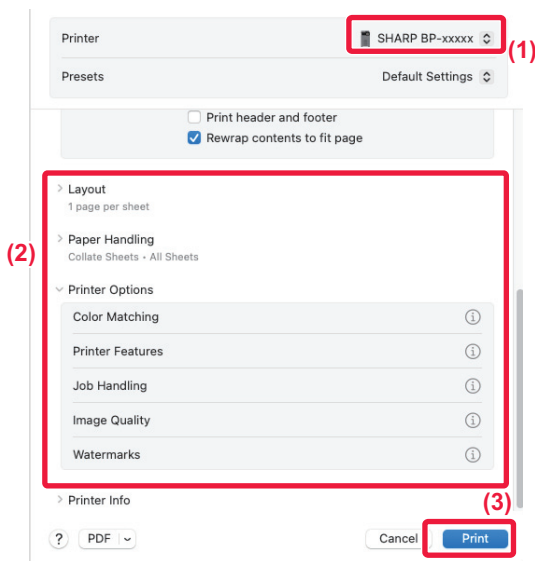 Printer SHARP BP-xxxxx
(1)
Presets Default Settings
Print header and footer
Rewrap contents to fit page
Layout
1 page per sheet
(2)
Paper Handling
Collate Sheets • All Sheets
Printer Options
Color Matching
Printer Features
Job Handling
Image Quality
Watermarks
Printer Info
(3)
? PDF Cancel Print